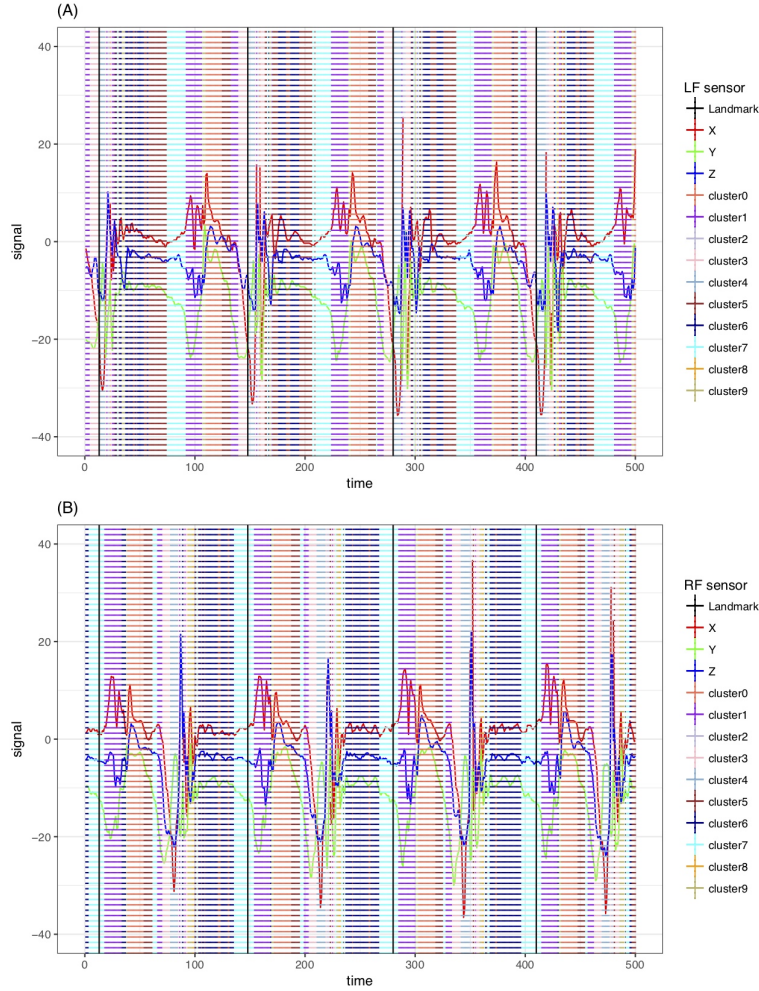 (A)
40
20
0
−20
−40
signal
0
100
200
300
400
500
time
LF sensor
Landmark
X
Y
Z
cluster0
cluster1
cluster2
cluster3
cluster4
cluster5
cluster6
cluster7
cluster8
cluster9
(B)
40
20
0
−20
−40
signal
0
100
200
300
400
500
time
RF sensor
Landmark
X
Y
Z
cluster0
cluster1
cluster2
cluster3
cluster4
cluster5
cluster6
cluster7
cluster8
cluster9